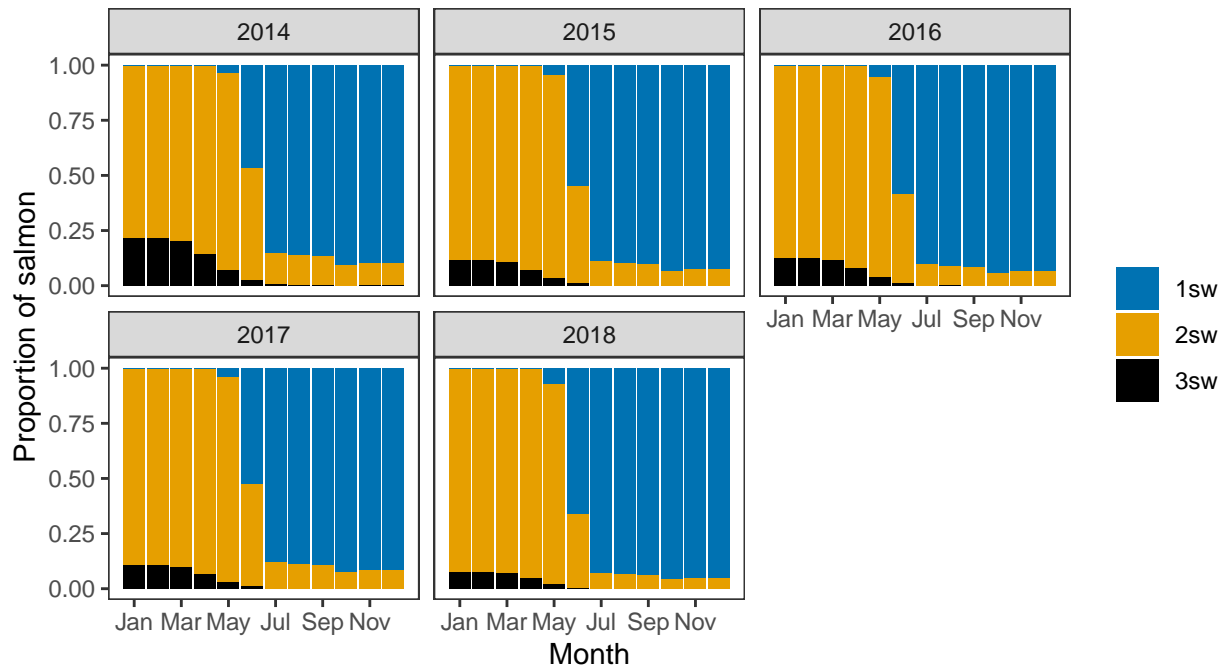 2014 2015 2016
1.00
0.75
0.50
0.25
0.00
Jan Mar May Jul Sep Nov
2017 2018
1.00
0.75
0.50
0.25
0.00
Jan Mar May Jul Sep Nov Jan Mar May Jul Sep Nov
Proportion of salmon
Month
1sw
2sw
3sw